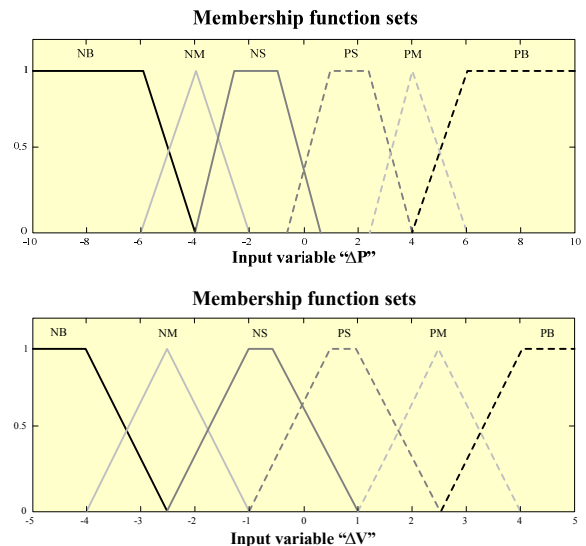 Membership function sets
NB NM NS PS PM PB
1
0.5
0
-10 -8 -6 -4 -2 0 2 4 6 8 10
Input variable “ΔP”
Membership function sets
NB NM NS PS PM PB
1
0.5
0
-5 -4 -3 -2 -1 0 1 2 3 4 5
Input variable “ΔV”